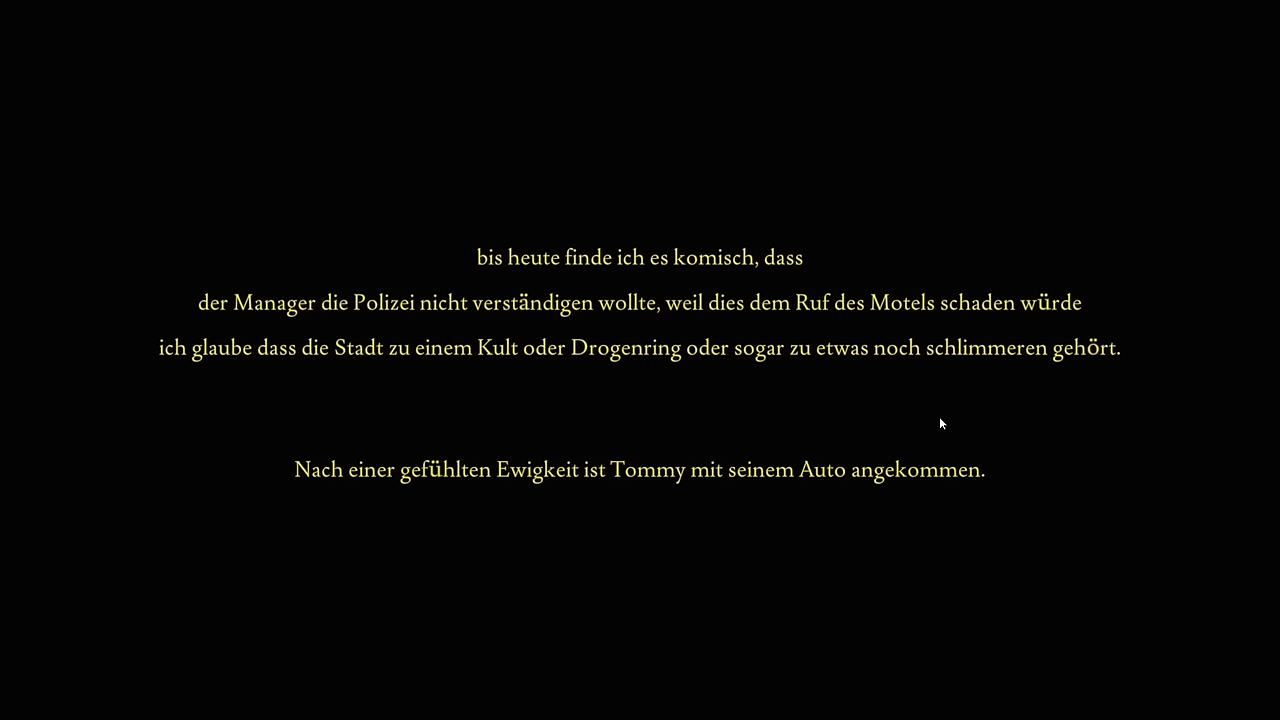 bis heute finde ich es komisch, dass
der Manager die Polizei nicht verständigen wollte, weil dies dem Ruf des Motels schaden würde
ich glaube dass die Stadt zu einem Kult oder Drogenring oder sogar zu etwas noch schlimmeren gehört.
Nach einer gefühlten Ewigkeit ist Tommy mit seinem Auto angekommen.